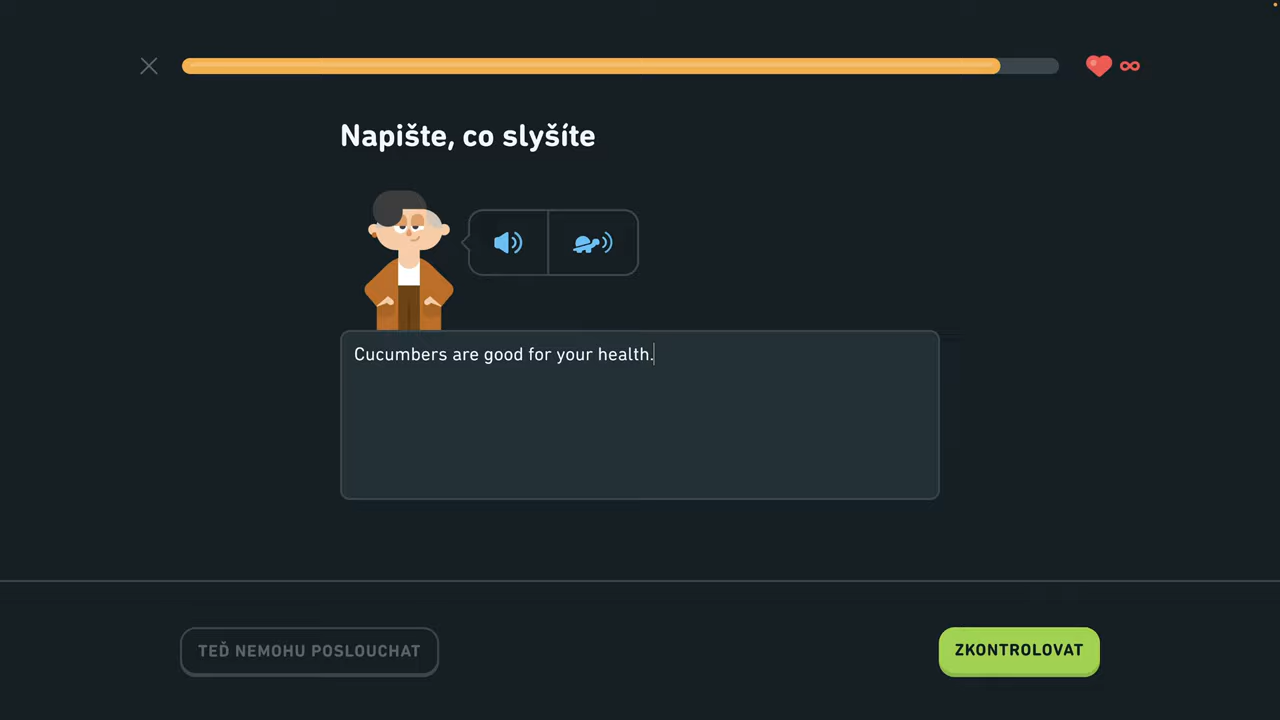 Napište, co slyšíte
Cucumbers are good for your health.
TEĎ NEMOHU POSLOUCHAT
ZKONTROLOVAT